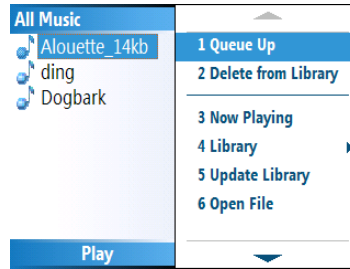 All Music
Alouette_14kb
ding
Dogbark
Play
1 Queue Up
2 Delete from Library
3 Now Playing
4 Library
5 Update Library
6 Open File